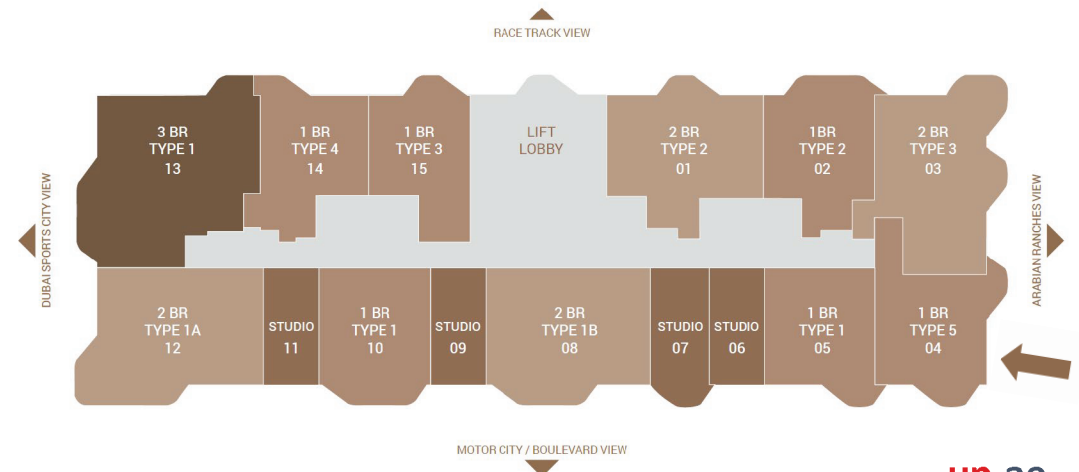 RACE TRACK VIEW
3 BR
TYPE 1
13
1 BR
TYPE 4
14
1 BR
TYPE 3
15
LIFT
LOBBY
2 BR
TYPE 2
01
1BR
TYPE 2
02
2 BR
TYPE 3
03
DUBAI SPORTS CITY VIEW
ARABIAN RANCHES VIEW
2 BR
TYPE 1A
12
STUDIO
11
1 BR
TYPE 1
10
STUDIO
09
2 BR
TYPE 1B
08
STUDIO
07
STUDIO
06
1 BR
TYPE 1
05
1 BR
TYPE 5
04
MOTOR CITY / BOULEVARD VIEW